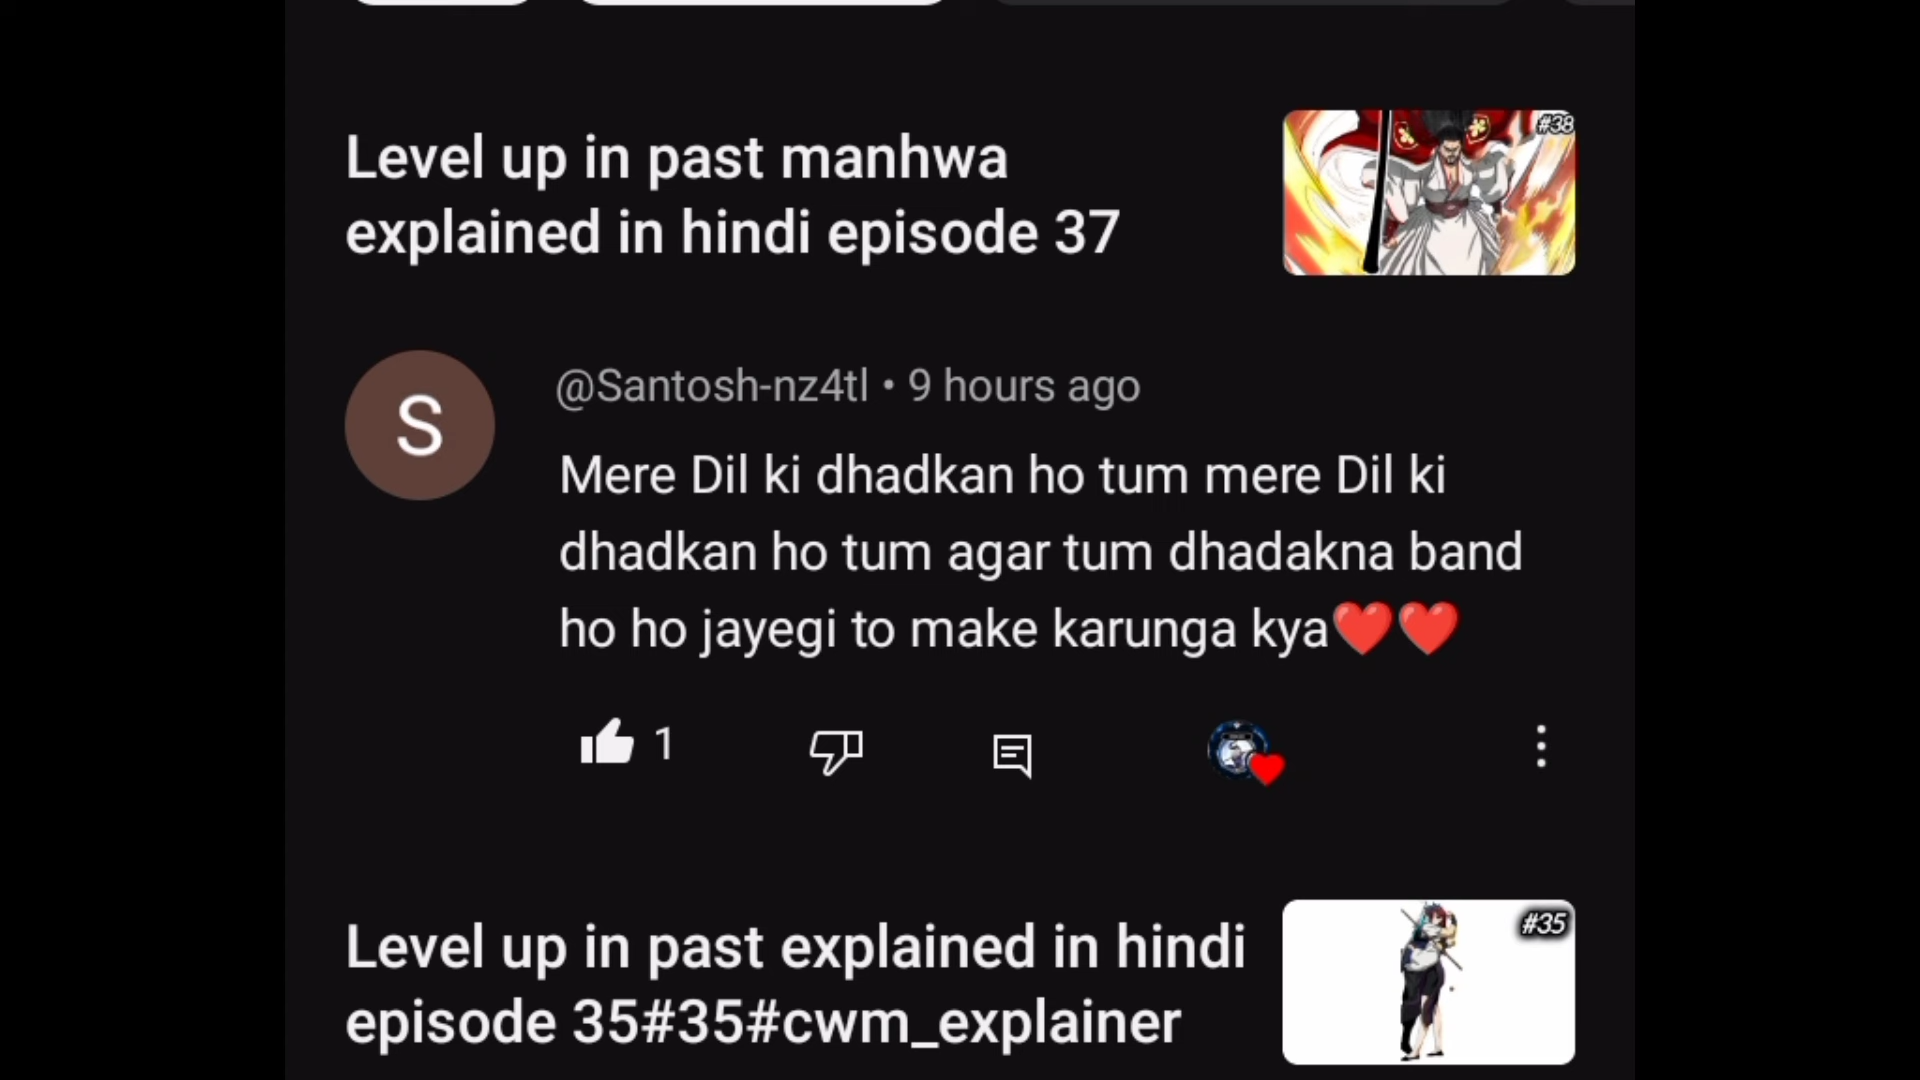 Level up in past manhwa
explained in hindi episode 37
#38
S
@Santosh-nz4tl • 9 hours ago
Mere Dil ki dhadkan ho tum mere Dil ki
dhadkan ho tum agar tum dhadakna band
ho ho jayegi to make karunga kya❤️❤️
1
Level up in past explained in hindi
episode 35#35#cwm_explainer
#35